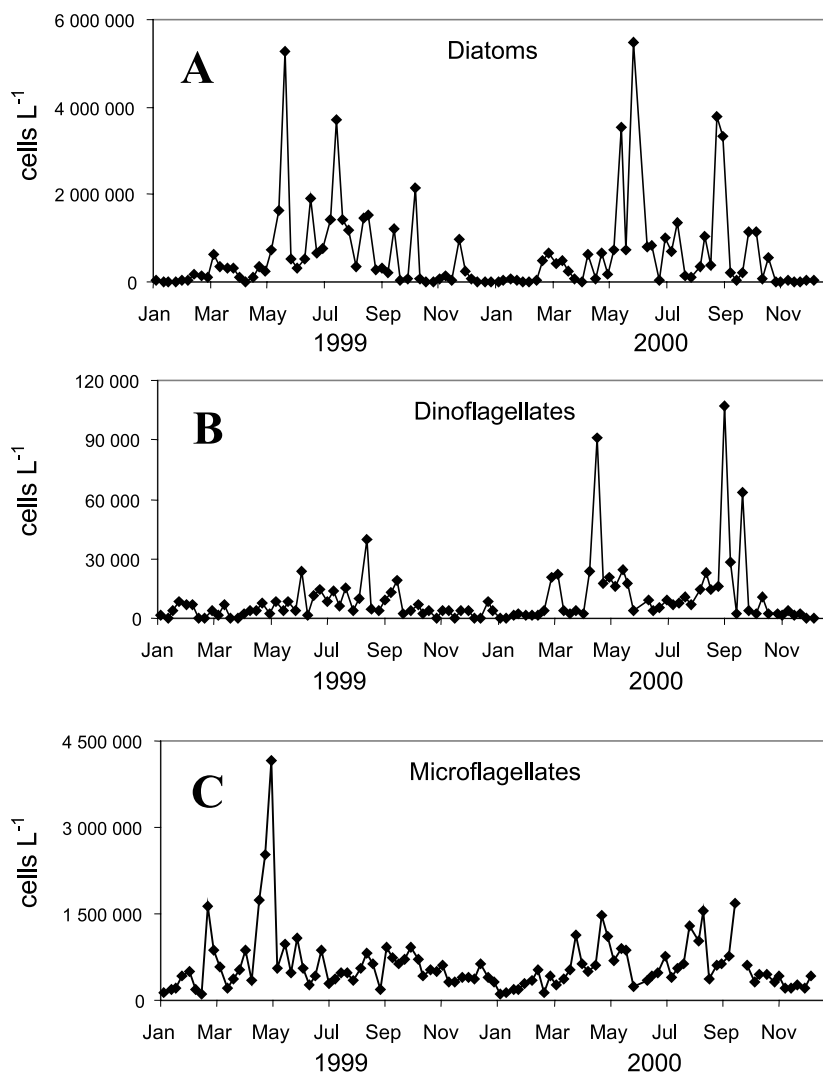 6 000 000
A
Diatoms
4 000 000
cells L⁻¹
2 000 000
0
Jan Mar May Jul Sep Nov Jan Mar May Jul Sep Nov
1999 2000
120 000
B
Dinoflagellates
90 000
cells L⁻¹
60 000
30 000
0
Jan Mar May Jul Sep Nov Jan Mar May Jul Sep Nov
1999 2000
4 500 000
C
Microflagellates
3 000 000
cells L⁻¹
1 500 000
0
Jan Mar May Jul Sep Nov Jan Mar May Jul Sep Nov
1999 2000